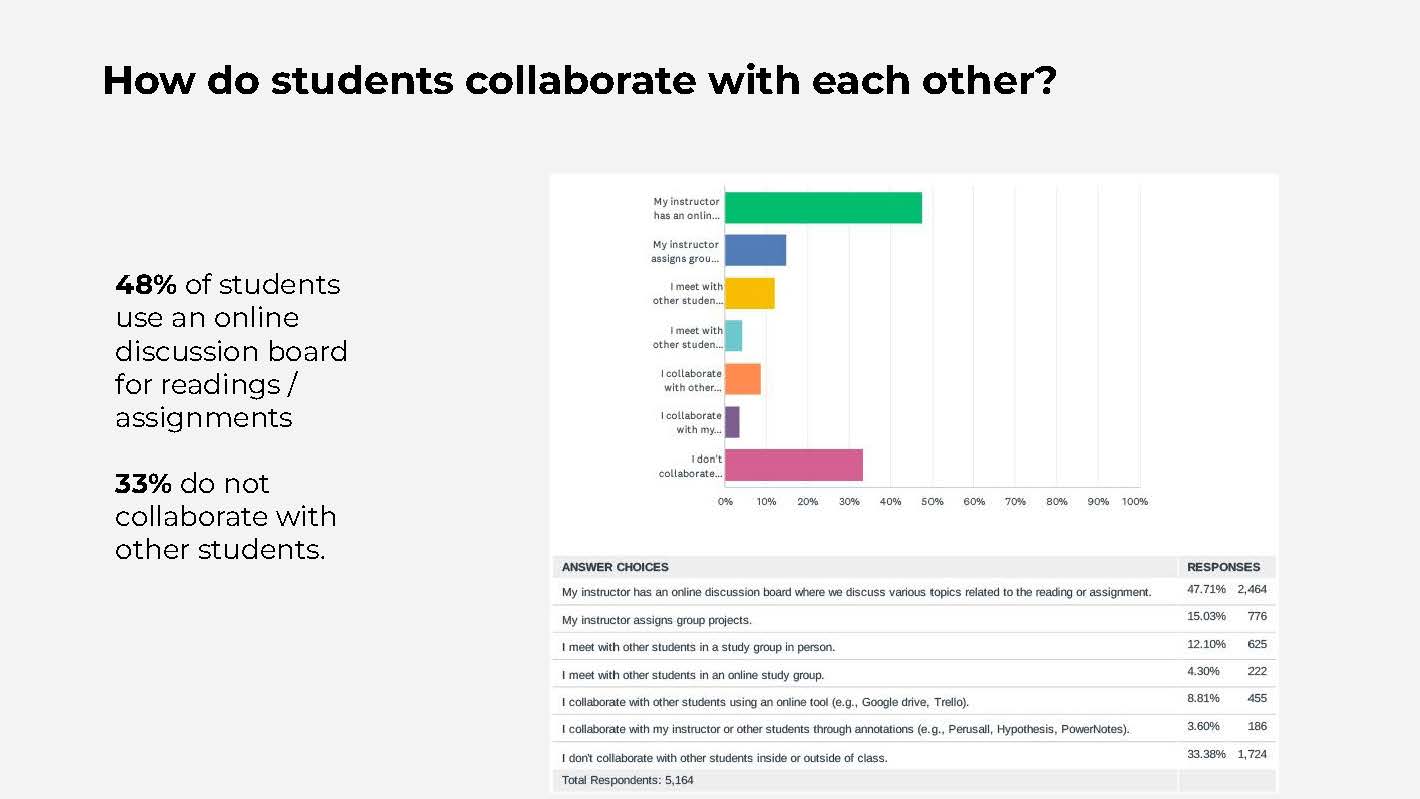 How do students collaborate with each other?
48% of students
use an online
discussion board
for readings /
assignments
33% do not
collaborate with
other students.
My instructor
has an onlin...
My instructor
assigns grou...
I meet with
other studen...
I meet with
other studen...
I collaborate
with other...
I collaborate
with my...
I don't
collaborate...
0% 10% 20% 30% 40% 50% 60% 70% 80% 90% 100%
ANSWER CHOICES RESPONSES
My instructor has an online discussion board where we discuss various topics related to the reading or assignment. 47.71% 2,464
My instructor assigns group projects. 15.03% 776
I meet with other students in a study group in person. 12.10% 625
I meet with other students in an online study group. 4.30% 222
I collaborate with other students using an online tool (e.g., Google drive, Trello). 8.81% 455
I collaborate with my instructor or other students through annotations (e.g., Perusall, Hypothesis, PowerNotes). 3.60% 186
I don't collaborate with other students inside or outside of class. 33.38% 1,724
Total Respondents: 5,164